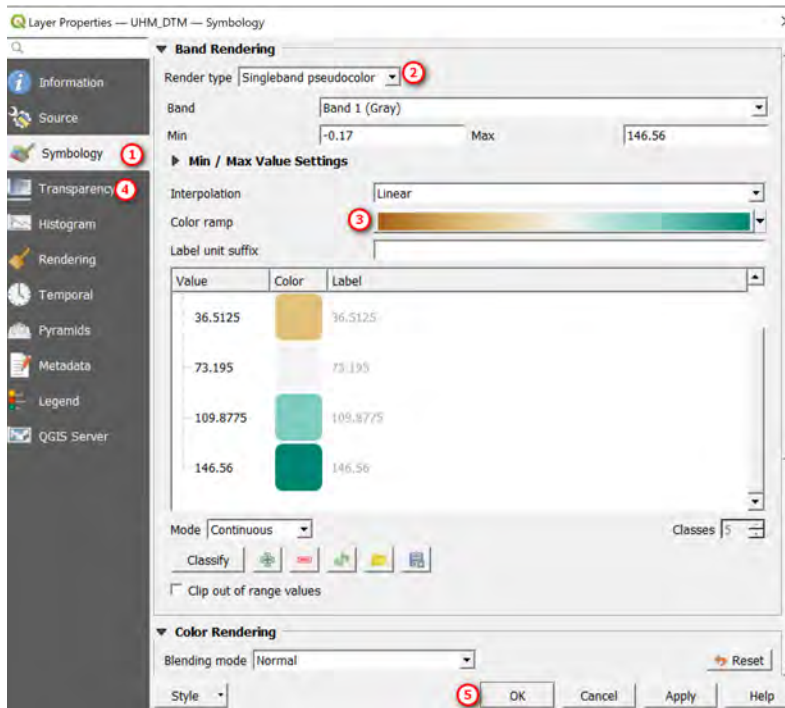 Layer Properties — UHM_DTM — Symbology
Information
Source
Symbology 1
Transparency 4
Histogram
Rendering
Temporal
Pyramids
Metadata
Legend
QGIS Server
Band Rendering
Render type Singleband pseudocolor 2
Band Band 1 (Gray)
Min -0.17 Max 146.56
Min / Max Value Settings
Interpolation Linear
Color ramp 3
Label unit suffix
Value Color Label
36.5125 36.5125
73.195 73.195
109.8775 109.8775
146.56 146.56
Mode Continuous Classes 5
Classify
Clip out of range values
Color Rendering
Blending mode Normal Reset
Style 5 OK Cancel Apply Help